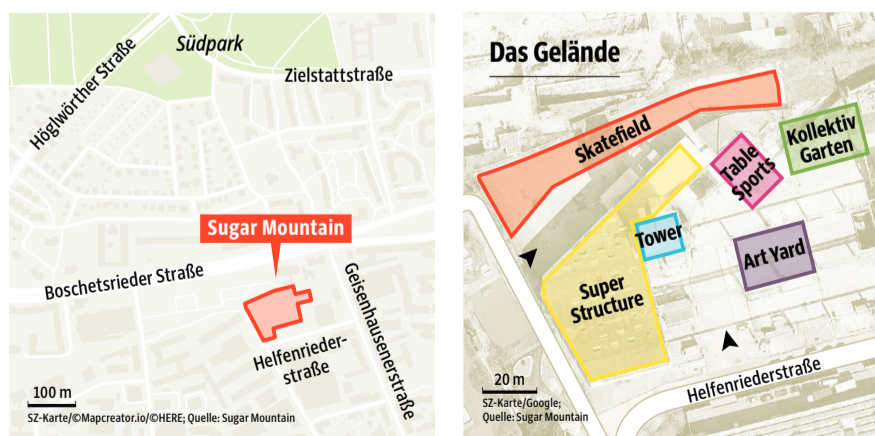 Südpark
Höglwörther Straße
Zielstattstraße
Sugar Mountain
Boschetsrieder Straße
Geisenhausenerstraße
Helfenrieder-
straße
100 m
SZ-Karte/©Mapcreator.io/©HERE; Quelle: Sugar Mountain
Das Gelände
Skatefield
Kollektiv
Garten
Table
Sports
Tower
Art Yard
Super
Structure
Helfenriederstraße
20 m
SZ-Karte/Google;
Quelle: Sugar Mountain